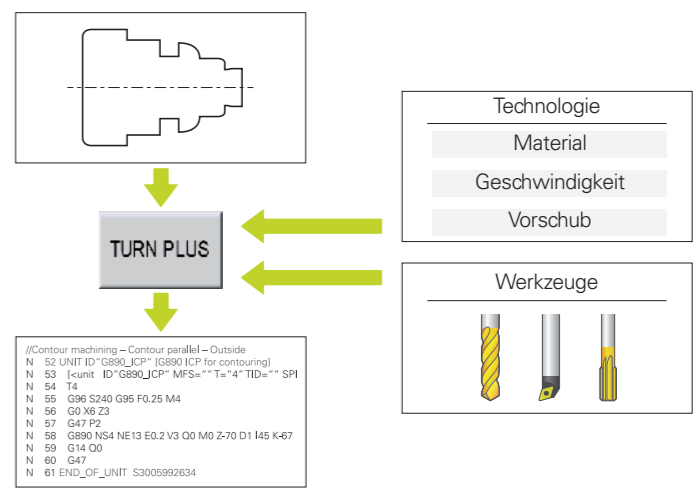 TURN PLUS
Technologie
Material
Geschwindigkeit
Vorschub
Werkzeuge
//Contour machining – Contour parallel – Outside
N 52 UNIT ID"G890_ICP" [G890 ICP for contouring]
N 53 [<unit ID"G890_ICP" MFS="" T="4" TID="" SPI
N 54 T4
N 55 G96 S240 G95 F0.25 M4
N 56 G0 X6 Z3
N 57 G47 P2
N 58 G890 NS4 NE13 E0.2 V3 Q0 M0 Z-70 D1 I45 K-67
N 59 G14 Q0
N 60 G47
N 61 END_OF_UNIT S3005992634